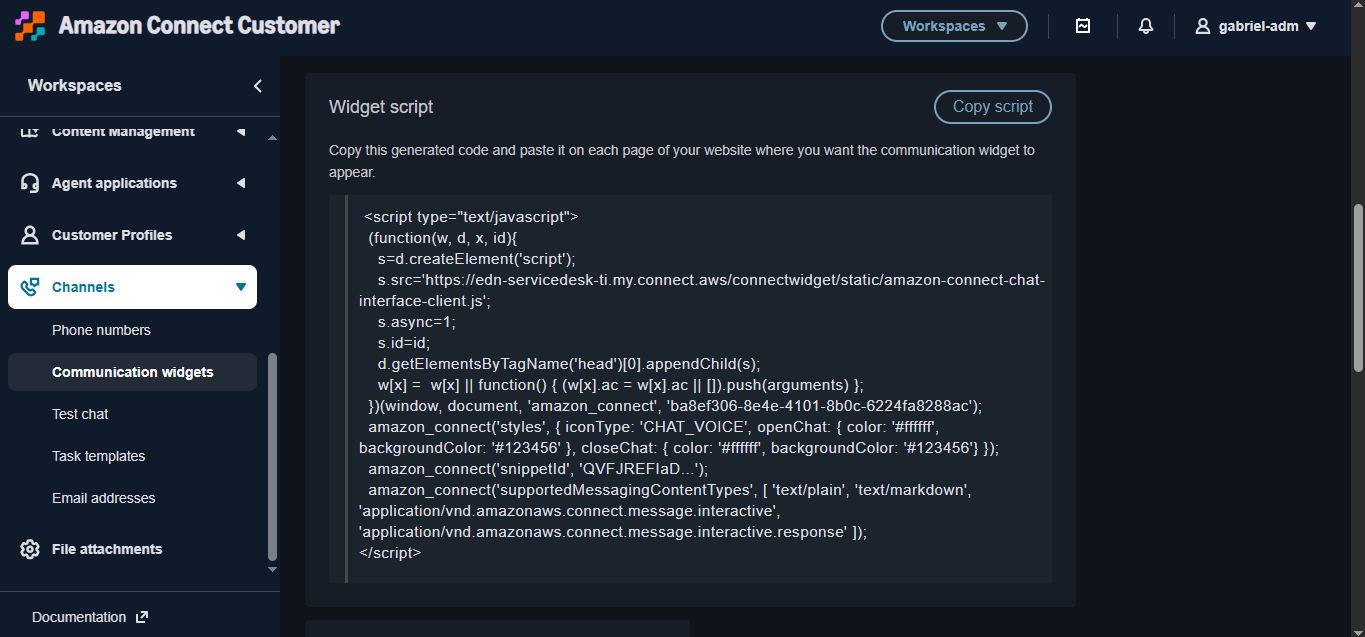 Amazon Connect Customer
Workspaces
gabriel-adm
Workspaces
Content Management
Agent applications
Customer Profiles
Channels
Phone numbers
Communication widgets
Test chat
Task templates
Email addresses
File attachments
Documentation
Widget script
Copy script
Copy this generated code and paste it on each page of your website where you want the communication widget to
appear.
<script type="text/javascript">
(function(w, d, x, id){
s=d.createElement('script');
s.src='https://edn-servicedesk-ti.my.connect.aws/connectwidget/static/amazon-connect-chat-
interface-client.js';
s.async=1;
s.id=id;
d.getElementsByTagName('head')[0].appendChild(s);
w[x] =  w[x] || function() { (w[x].ac = w[x].ac || []).push(arguments) };
})(window, document, 'amazon_connect', 'ba8ef306-8e4e-4101-8b0c-6224fa8288ac');
amazon_connect('styles', { iconType: 'CHAT_VOICE', openChat: { color: '#ffffff',
backgroundColor: '#123456' }, closeChat: { color: '#ffffff', backgroundColor: '#123456'} });
amazon_connect('snippetId', 'QVFJREFIaD...');
amazon_connect('supportedMessagingContentTypes', [ 'text/plain', 'text/markdown',
'application/vnd.amazonaws.connect.message.interactive',
'application/vnd.amazonaws.connect.message.interactive.response' ]);
</script>